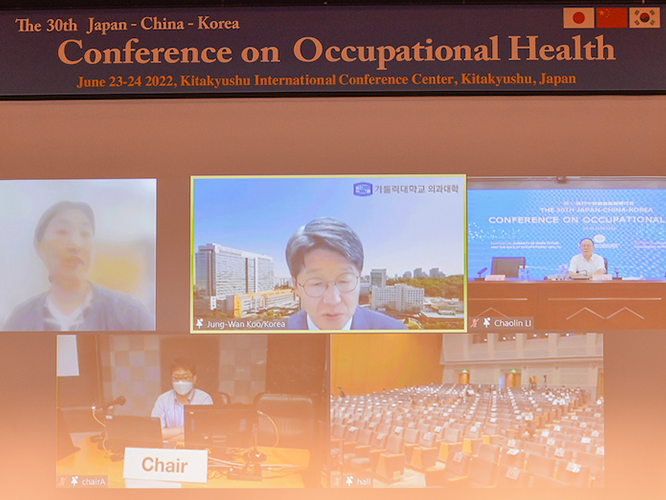 The 30th Japan - China - Korea
Conference on Occupational Health
June 23-24 2022, Kitakyushu International Conference Center, Kitakyushu, Japan
가톨릭대학교 의과대학
THE 30TH JAPAN-CHINA-KOREA
CONFERENCE ON OCCUPATIONAL
Jung-Wan Koo/Korea
Chaolin LI
Chair
chairA
hall